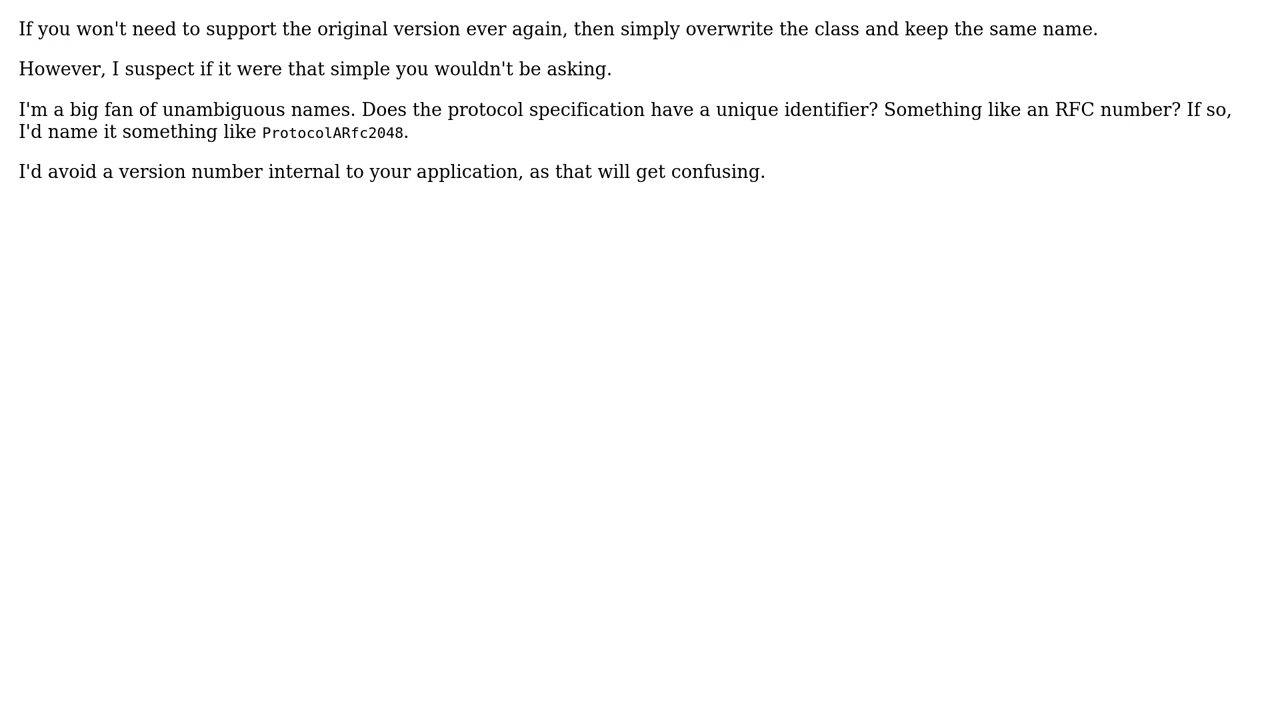 If you won't need to support the original version ever again, then simply overwrite the class and keep the same name.
However, I suspect if it were that simple you wouldn't be asking.
I'm a big fan of unambiguous names. Does the protocol specification have a unique identifier? Something like an RFC number? If so,
I'd name it something like ProtocolARfc2048.
I'd avoid a version number internal to your application, as that will get confusing.